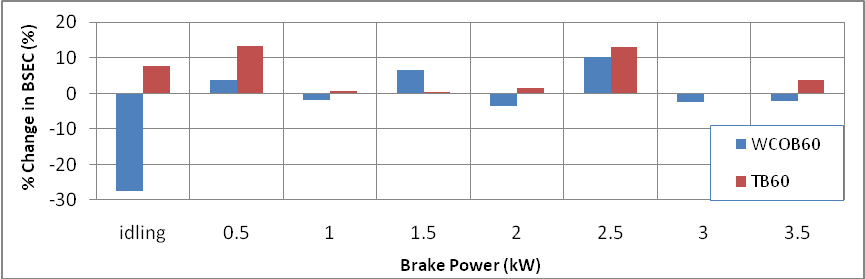 % Change in BSEC (%)
20
10
0
-10
-20
-30
WCOB60
TB60
idling 0.5 1 1.5 2 2.5 3 3.5
Brake Power (kW)